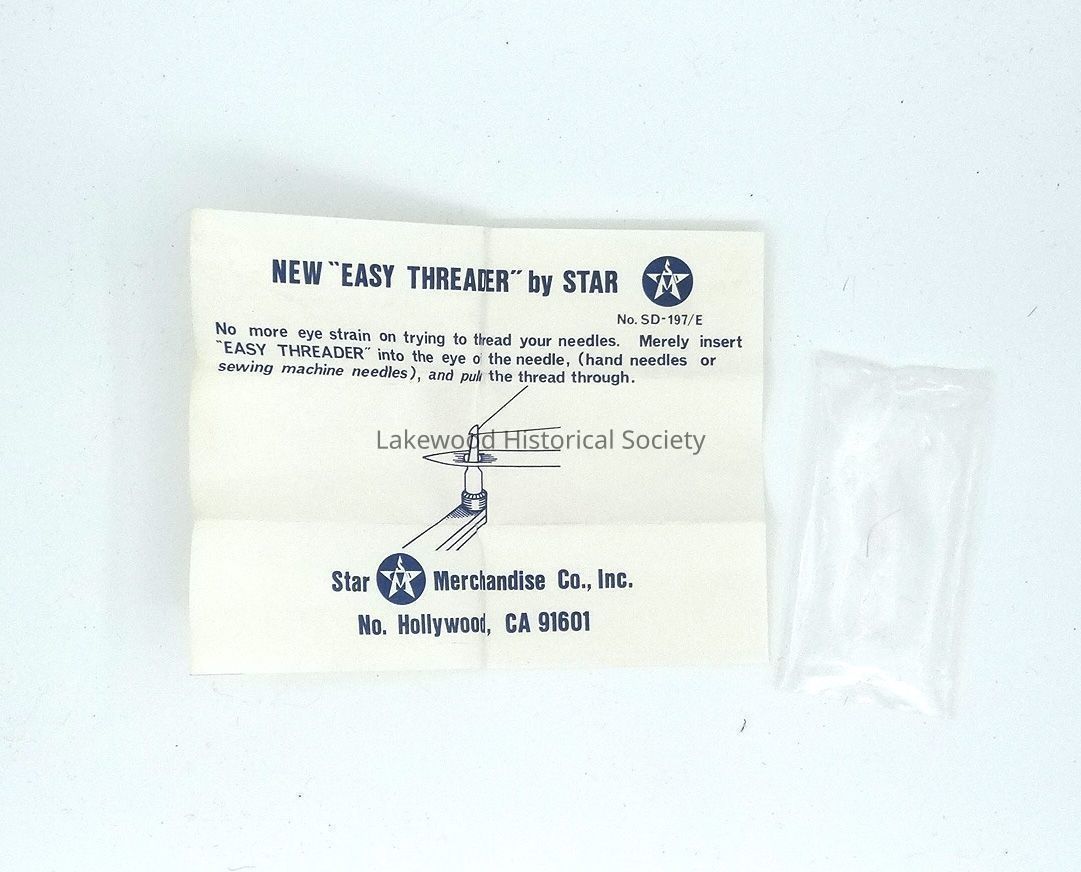 NEW "EASY THREADER" by STAR
No. SD-197/E
No more eye strain on trying to thread your needles. Merely insert
"EASY THREADER" into the eye of the needle, (hand needles or
sewing machine needles), and pull the thread through.
Lakewood Historical Society
Star M Merchandise Co., Inc.
No. Hollywood, CA 91601